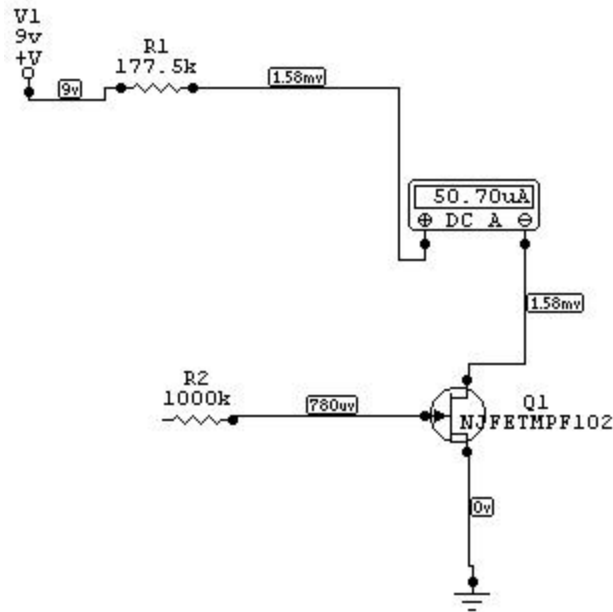 V1
9v
+V
R1
177.5k
9v
1.58mv
50.70uA
DC A
1.58mv
R2
1000k
780uv
Q1
NJFETMPF102
0v